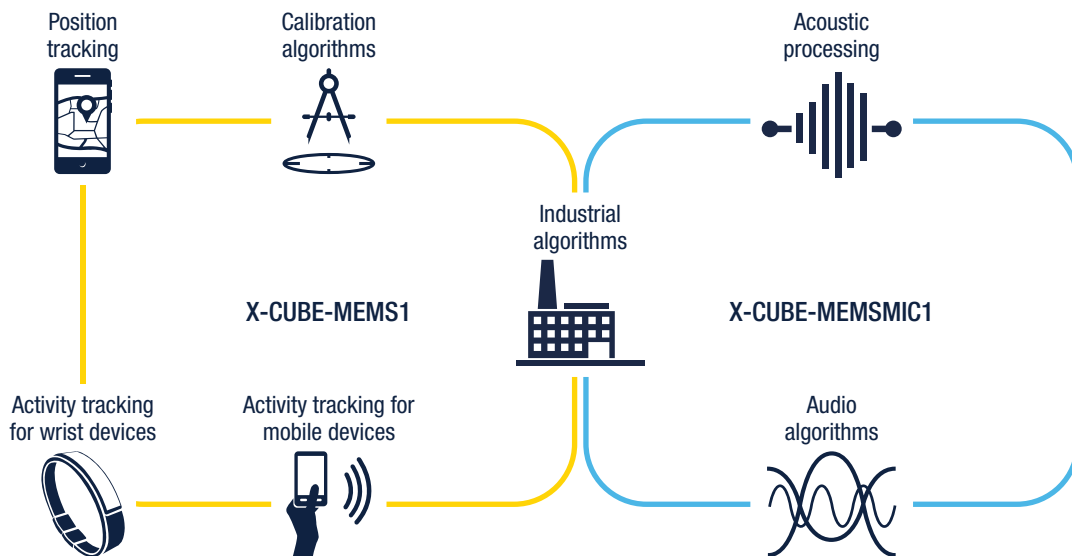 Position
tracking
Calibration
algorithms
Acoustic
processing
Industrial
algorithms
X-CUBE-MEMS1
X-CUBE-MEMSMIC1
Activity tracking
for wrist devices
Activity tracking for
mobile devices
Audio
algorithms